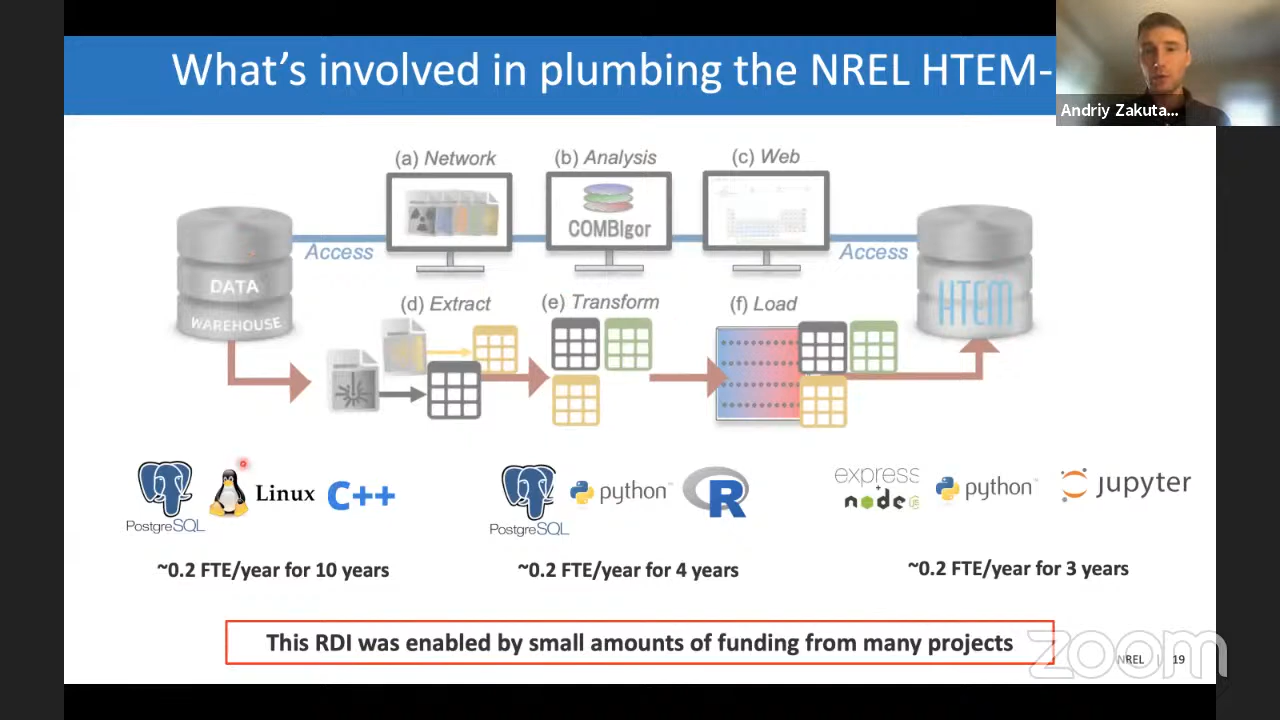 What's involved in plumbing the NREL HTEM-
Andriy Zakuta...
(a) Network
(b) Analysis
(c) Web
COMBIgor
Access
Access
DATA
WAREHOUSE
HTEM
(d) Extract
(e) Transform
(f) Load
PostgreSQL
Linux
C++
PostgreSQL
python™
R
express
+
node
JS
python™
jupyter
~0.2 FTE/year for 10 years
~0.2 FTE/year for 4 years
~0.2 FTE/year for 3 years
This RDI was enabled by small amounts of funding from many projects
zoom
NREL | 19